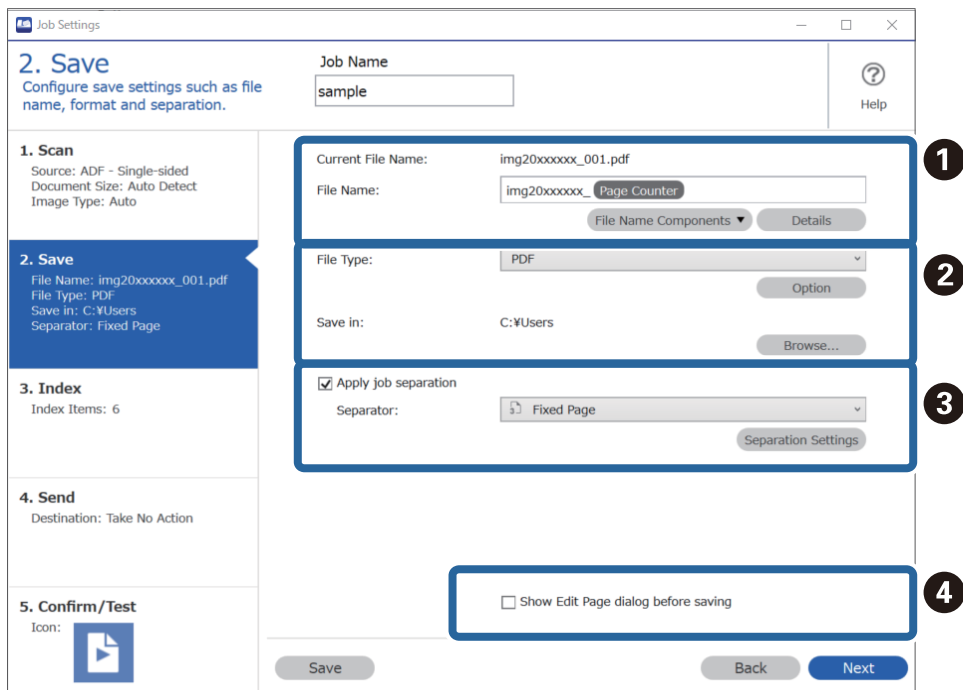 Job Settings
2. Save
Configure save settings such as file
name, format and separation.
Job Name
sample
Help
1. Scan
Source: ADF - Single-sided
Document Size: Auto Detect
Image Type: Auto
2. Save
File Name: img20xxxxxx_001.pdf
File Type: PDF
Save in: C:¥Users
Separator: Fixed Page
3. Index
Index Items: 6
4. Send
Destination: Take No Action
5. Confirm/Test
Icon:
Current File Name: img20xxxxxx_001.pdf
File Name: img20xxxxxx_ Page Counter
File Name Components ▼ Details
1
File Type: PDF
Option
Save in: C:¥Users
Browse...
2
Apply job separation
Separator: Fixed Page
Separation Settings
3
Show Edit Page dialog before saving
4
Save Back Next